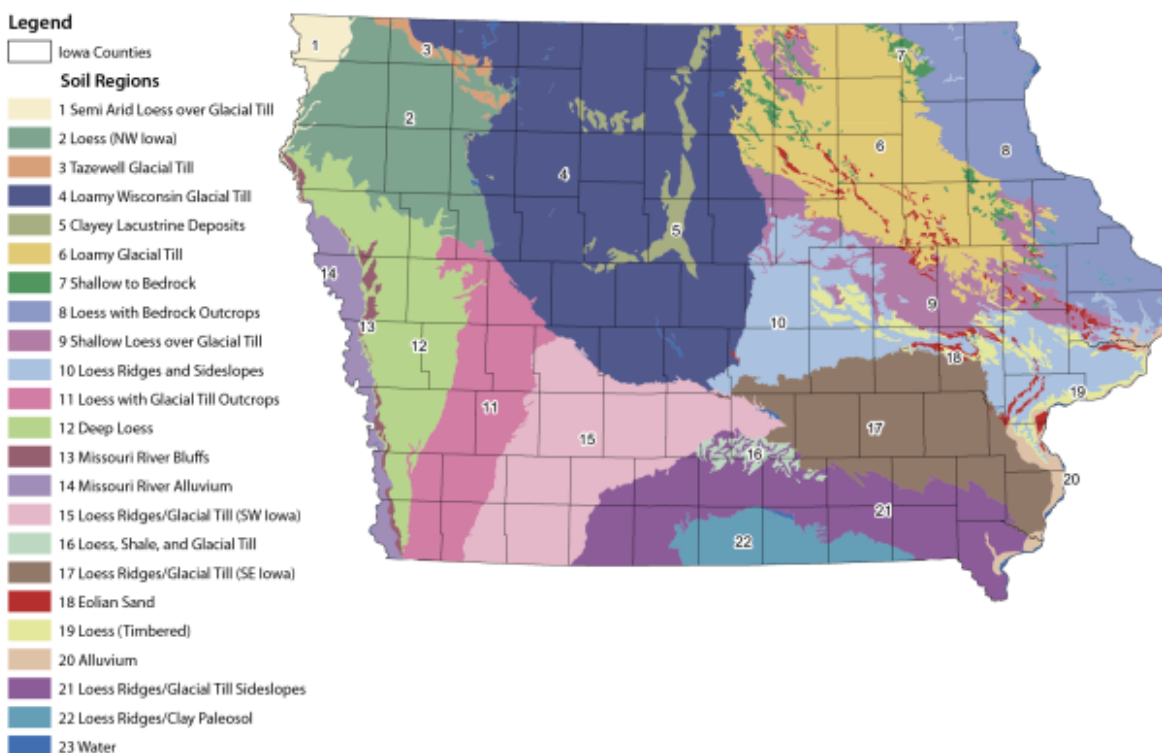 Legend
Iowa Counties
Soil Regions
1 Semi Arid Loess over Glacial Till
2 Loess (NW Iowa)
3 Tazewell Glacial Till
4 Loamy Wisconsin Glacial Till
5 Clayey Lacustrine Deposits
6 Loamy Glacial Till
7 Shallow to Bedrock
8 Loess with Bedrock Outcrops
9 Shallow Loess over Glacial Till
10 Loess Ridges and Sideslopes
11 Loess with Glacial Till Outcrops
12 Deep Loess
13 Missouri River Bluffs
14 Missouri River Alluvium
15 Loess Ridges/Glacial Till (SW Iowa)
16 Loess, Shale, and Glacial Till
17 Loess Ridges/Glacial Till (SE Iowa)
18 Eolian Sand
19 Loess (Timbered)
20 Alluvium
21 Loess Ridges/Glacial Till Sideslopes
22 Loess Ridges/Clay Paleosol
23 Water
1
3
7
2
6
8
4
5
14
9
13
10
12
18
19
11
17
15
16
20
21
22